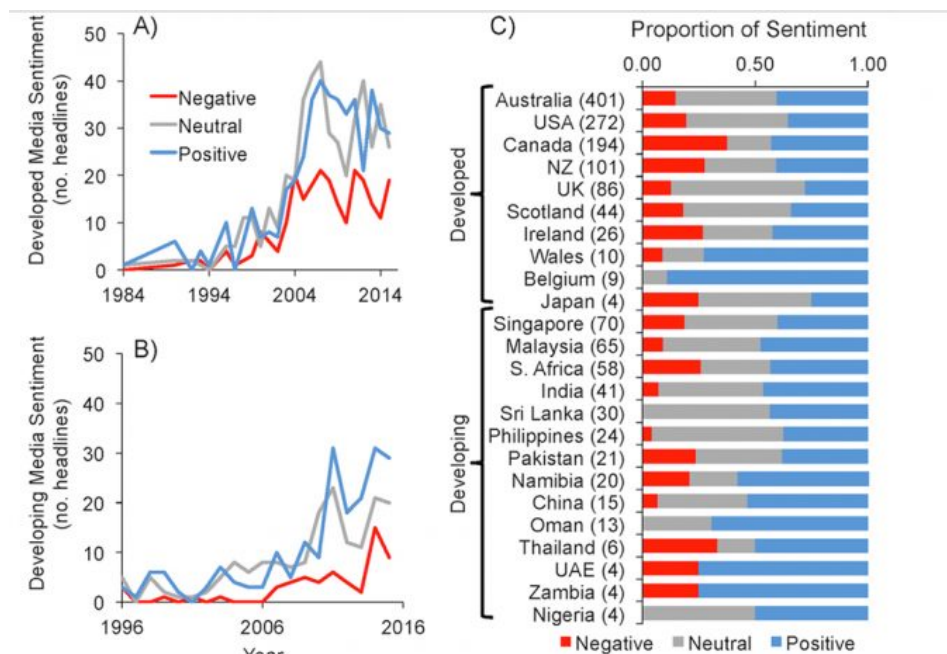 A)
Developed Media Sentiment
(no. headlines)
50
40
30
20
10
0
Negative
Neutral
Positive
1984
1994
2004
2014
B)
Developing Media Sentiment
(no. headlines)
50
40
30
20
10
0
1996
2006
2016
Year
C)
Proportion of Sentiment
0.00
0.50
1.00
Developed
Australia (401)
USA (272)
Canada (194)
NZ (101)
UK (86)
Scotland (44)
Ireland (26)
Wales (10)
Belgium (9)
Japan (4)
Developing
Singapore (70)
Malaysia (65)
S. Africa (58)
India (41)
Sri Lanka (30)
Philippines (24)
Pakistan (21)
Namibia (20)
China (15)
Oman (13)
Thailand (6)
UAE (4)
Zambia (4)
Nigeria (4)
Negative
Neutral
Positive